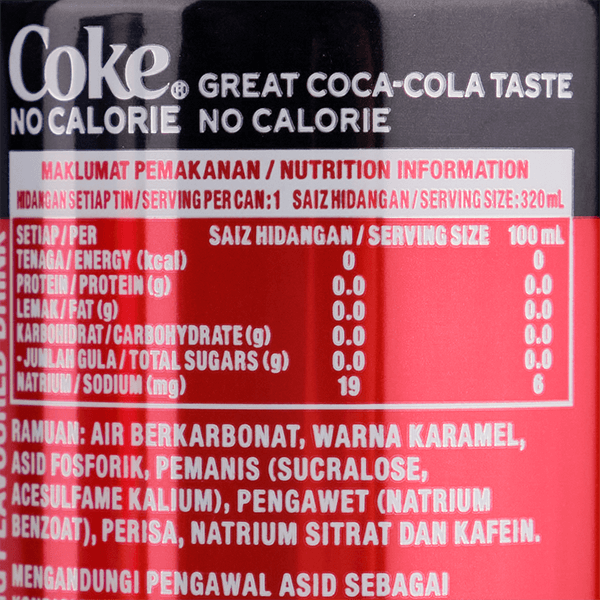 Coke®
NO CALORIE
GREAT COCA-COLA TASTE
NO CALORIE
MAKLUMAT PEMAKANAN / NUTRITION INFORMATION
HIDANGAN SETIAP TIN / SERVING PER CAN : 1 SAIZ HIDANGAN / SERVING SIZE : 320 mL
SETIAP / PER SAIZ HIDANGAN / SERVING SIZE 100 mL
TENAGA / ENERGY (kcal) 0 0
PROTEIN / PROTEIN (g) 0.0 0.0
LEMAK / FAT (g) 0.0 0.0
KARBOHIDRAT / CARBOHYDRATE (g) 0.0 0.0
- JUMLAH GULA / TOTAL SUGARS (g) 0.0 0.0
NATRIUM / SODIUM (mg) 19 6
RAMUAN: AIR BERKARBONAT, WARNA KARAMEL,
ASID FOSFORIK, PEMANIS (SUCRALOSE,
ACESULFAME KALIUM), PENGAWET (NATRIUM
BENZOAT), PERISA, NATRIUM SITRAT DAN KAFEIN.
MENGANDUNGI PENGAWAL ASID SEBAGAI
FLAVOURED DRINK